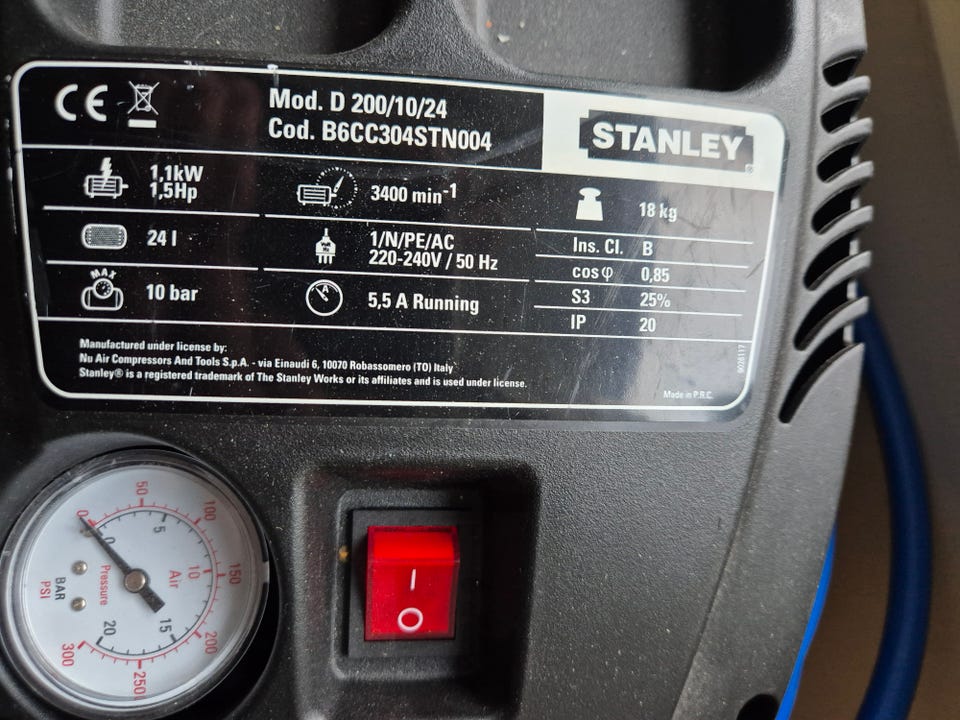 CE
Mod. D 200/10/24
Cod. B6CC304STN004
STANLEY®
1,1kW
1,5Hp
3400 min-1
18 kg
24 l
1/N/PE/AC
220-240V / 50 Hz
Ins. Cl. B
cosφ 0,85
MAX
10 bar
A
5,5 A Running
S3 25%
IP 20
Manufactured under license by:
Nu Air Compressors And Tools S.p.A. - via Einaudi 6, 10070 Robassomero (TO) Italy
Stanley® is a registered trademark of The Stanley Works or its affiliates and is used under license.
Made in P.R.C.
0 50 100 150 200 250 300
0 5 10 15 20
Air
Pressure
BAR
PSI
I
O